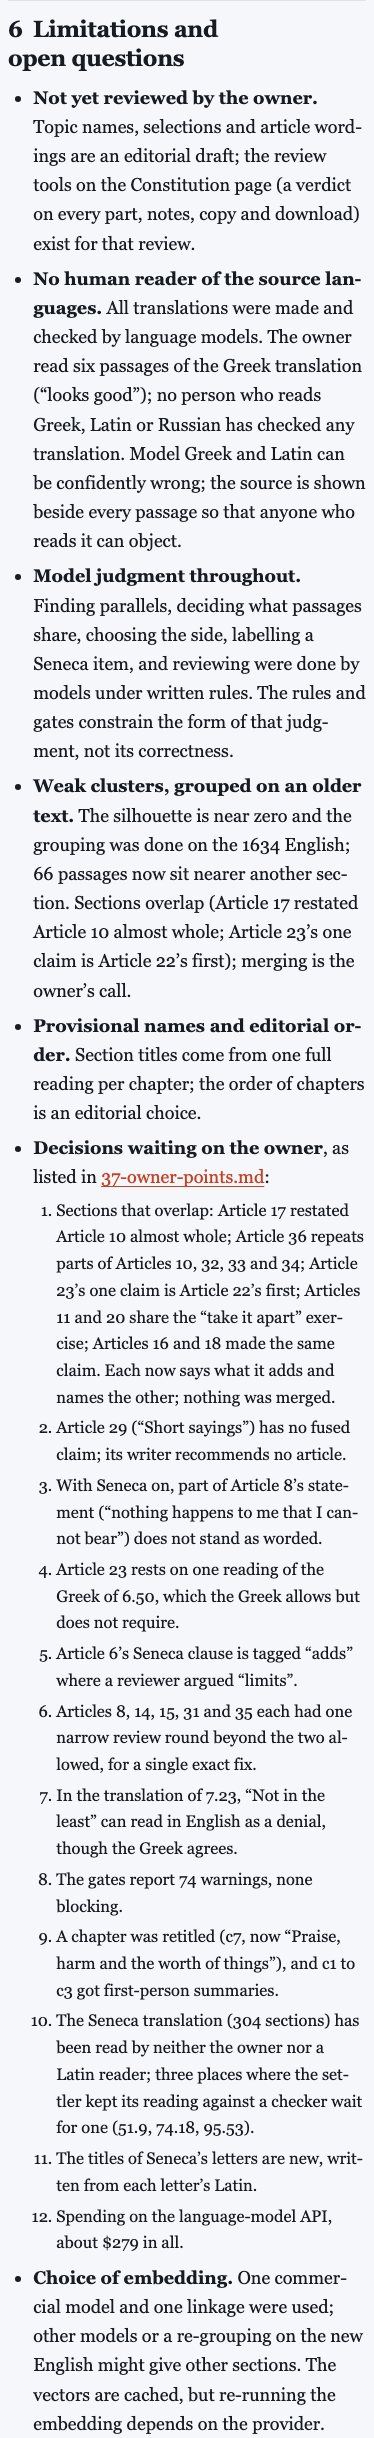 6 Limitations and
open questions
• Not yet reviewed by the owner.
Topic names, selections and article word-
ings are an editorial draft; the review
tools on the Constitution page (a verdict
on every part, notes, copy and download)
exist for that review.
• No human reader of the source lan-
guages. All translations were made and
checked by language models. The owner
read six passages of the Greek translation
(“looks good”); no person who reads
Greek, Latin or Russian has checked any
translation. Model Greek and Latin can
be confidently wrong; the source is shown
beside every passage so that anyone who
reads it can object.
• Model judgment throughout.
Finding parallels, deciding what passages
share, choosing the side, labelling a
Seneca item, and reviewing were done by
models under written rules. The rules and
gates constrain the form of that judg-
ment, not its correctness.
• Weak clusters, grouped on an older
text. The silhouette is near zero and the
grouping was done on the 1634 English;
66 passages now sit nearer another sec-
tion. Sections overlap (Article 17 restated
Article 10 almost whole; Article 23’s one
claim is Article 22’s first); merging is the
owner’s call.
• Provisional names and editorial or-
der. Section titles come from one full
reading per chapter; the order of chapters
is an editorial choice.
• Decisions waiting on the owner, as
listed in 37-owner-points.md:
1. Sections that overlap: Article 17 restated
Article 10 almost whole; Article 36 repeats
parts of Articles 10, 32, 33 and 34; Article
23’s one claim is Article 22’s first; Articles
11 and 20 share the “take it apart” exer-
cise; Articles 16 and 18 made the same
claim. Each now says what it adds and
names the other; nothing was merged.
2. Article 29 (“Short sayings”) has no fused
claim; its writer recommends no article.
3. With Seneca on, part of Article 8’s state-
ment (“nothing happens to me that I can-
not bear”) does not stand as worded.
4. Article 23 rests on one reading of the
Greek of 6.50, which the Greek allows but
does not require.
5. Article 6’s Seneca clause is tagged “adds”
where a reviewer argued “limits”.
6. Articles 8, 14, 15, 31 and 35 each had one
narrow review round beyond the two al-
lowed, for a single exact fix.
7. In the translation of 7.23, “Not in the
least” can read in English as a denial,
though the Greek agrees.
8. The gates report 74 warnings, none
blocking.
9. A chapter was retitled (c7, now “Praise,
harm and the worth of things”), and c1 to
c3 got first-person summaries.
10. The Seneca translation (304 sections) has
been read by neither the owner nor a
Latin reader; three places where the set-
tler kept its reading against a checker wait
for one (51.9, 74.18, 95.53).
11. The titles of Seneca’s letters are new, writ-
ten from each letter’s Latin.
12. Spending on the language-model API,
about $279 in all.
• Choice of embedding. One commer-
cial model and one linkage were used;
other models or a re-grouping on the new
English might give other sections. The
vectors are cached, but re-running the
embedding depends on the provider.